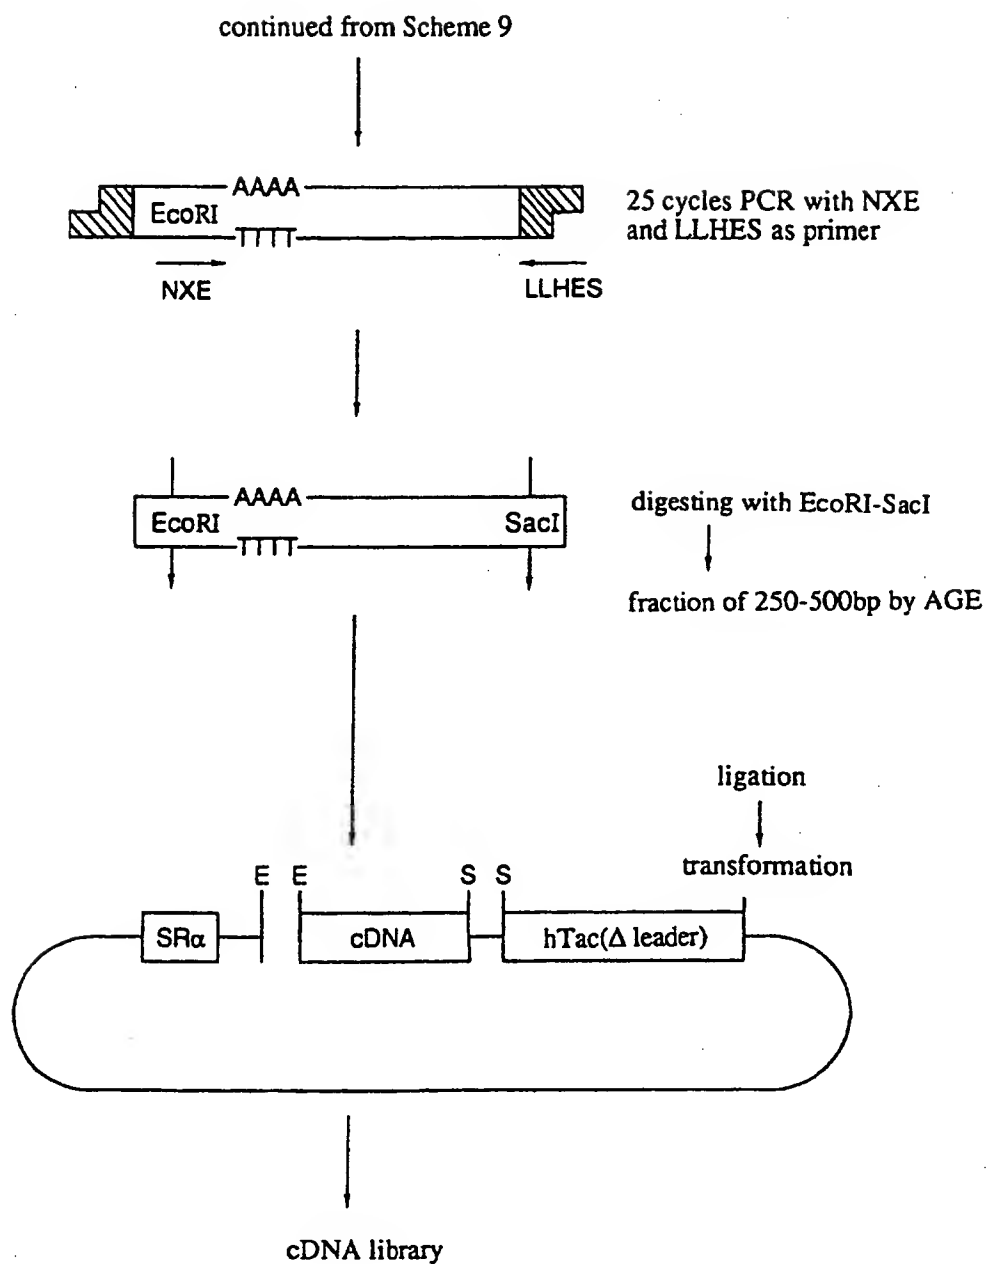 continued from Scheme 9
AAAA
EcoRI
TTTT
25 cycles PCR with NXE
and LLHES as primer
NXE
LLHES
AAAA
EcoRI
SacI
TTTT
digesting with EcoRI-SacI
fraction of 250-500bp by AGE
ligation
transformation
E E S S
SRα
cDNA
hTac(Δ leader)
cDNA library